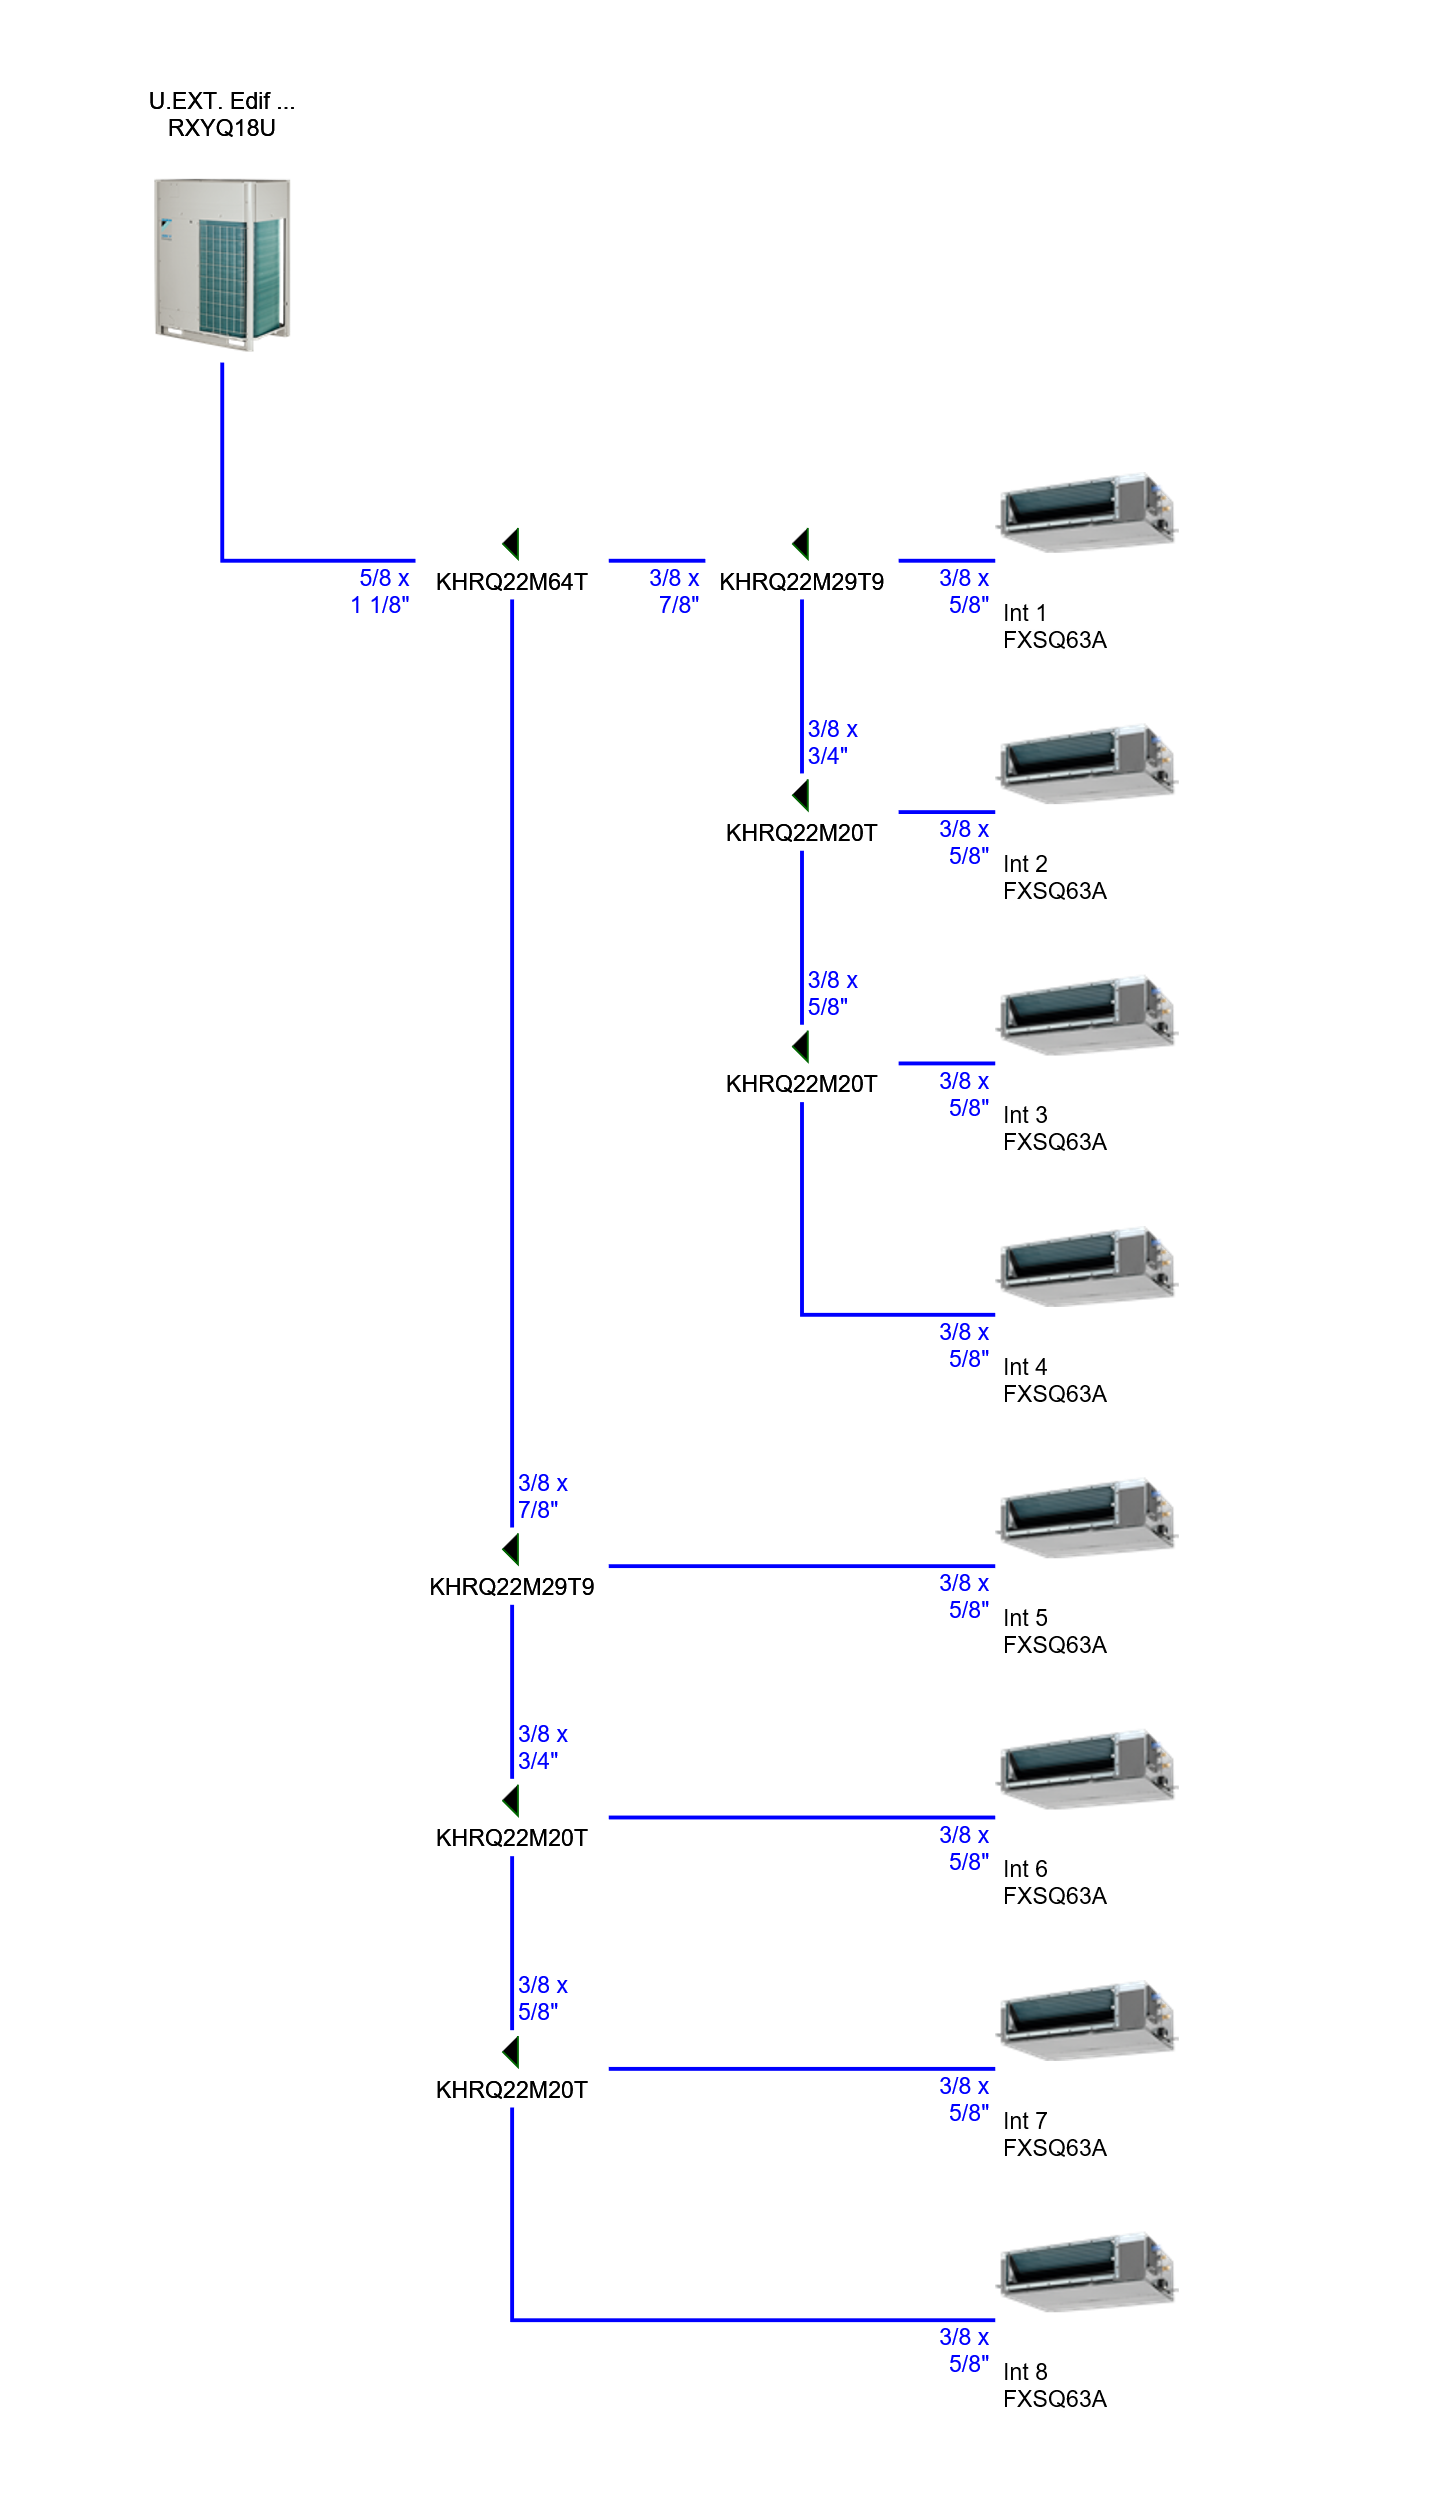 U.EXT. Edif ...
RXYQ18U
5/8 x
1 1/8"
KHRQ22M64T
3/8 x
7/8"
KHRQ22M29T9
3/8 x
5/8"
Int 1
FXSQ63A
3/8 x
3/4"
KHRQ22M20T
3/8 x
5/8"
Int 2
FXSQ63A
3/8 x
5/8"
KHRQ22M20T
3/8 x
5/8"
Int 3
FXSQ63A
3/8 x
5/8"
Int 4
FXSQ63A
3/8 x
7/8"
KHRQ22M29T9
3/8 x
5/8"
Int 5
FXSQ63A
3/8 x
3/4"
KHRQ22M20T
3/8 x
5/8"
Int 6
FXSQ63A
3/8 x
5/8"
KHRQ22M20T
3/8 x
5/8"
Int 7
FXSQ63A
3/8 x
5/8"
Int 8
FXSQ63A